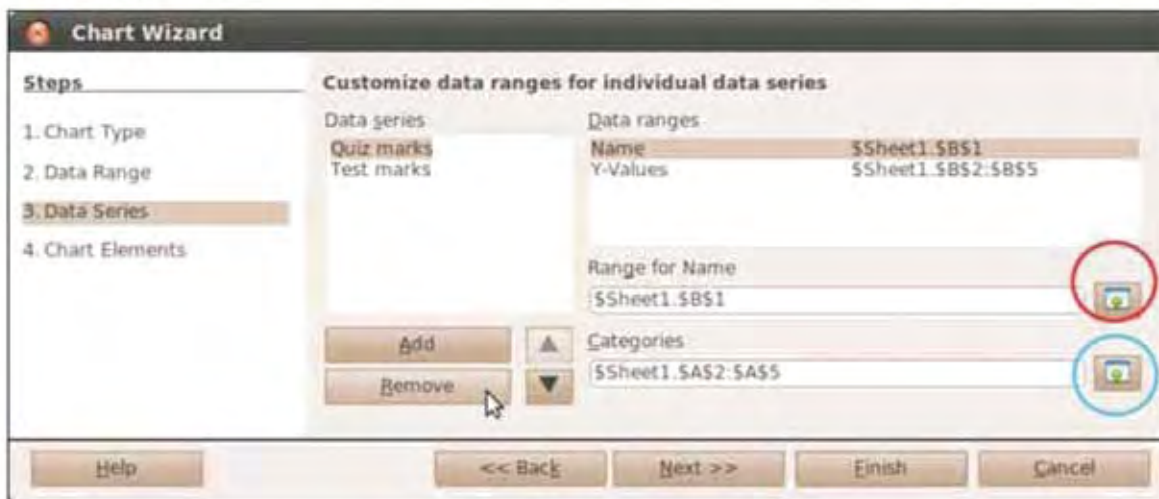 Chart Wizard
Steps
1. Chart Type
2. Data Range
3. Data Series
4. Chart Elements
Customize data ranges for individual data series
Data series
Quiz marks
Test marks
Data ranges
Name $Sheet1.$B$1
Y-Values $Sheet1.$B$2:$B$5
Range for Name
$Sheet1.$B$1
Add
Remove
Categories
$Sheet1.$A$2:$A$5
Help
<< Back
Next >>
Finish
Cancel